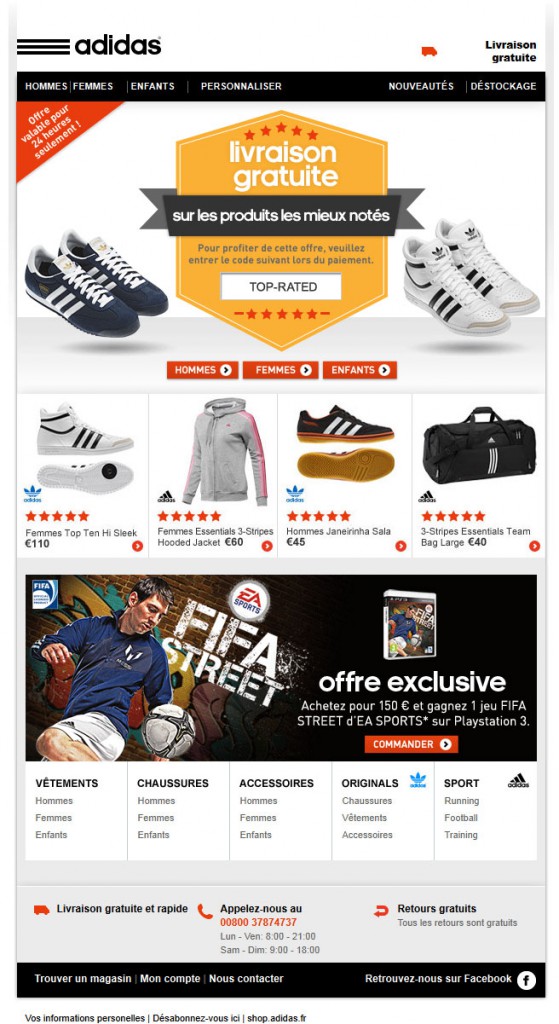 adidas
Livraison
gratuite
HOMMES FEMMES ENFANTS PERSONNALISER NOUVEAUTÉS DÉSTOCKAGE
Offre
valable pour
24 heures
seulement !
livraison
gratuite
sur les produits les mieux notés
Pour profiter de cette offre, veuillez
entrer le code suivant lors du paiement.
TOP-RATED
HOMMES FEMMES ENFANTS
adidas adidas adidas adidas
Femmes Top Ten Hi Sleek
€110
Femmes Essentials 3-Stripes
Hooded Jacket €60
Hommes Janeirinha Sala
€45
3-Stripes Essentials Team
Bag Large €40
FIFA
EA
SPORTS
FIFA
STREET
offre exclusive
Achetez pour 150 € et gagnez 1 jeu FIFA
STREET d'EA SPORTS* sur Playstation 3.
COMMANDER
VÊTEMENTS
Hommes
Femmes
Enfants
CHAUSSURES
Hommes
Femmes
Enfants
ACCESSOIRES
Hommes
Femmes
Enfants
ORIGINALS adidas
Chaussures
Vêtements
Accessoires
SPORT adidas
Running
Football
Training
Livraison gratuite et rapide
Appelez-nous au
00800 37874737
Lun - Ven: 8:00 - 21:00
Sam - Dim: 9:00 - 18:00
Retours gratuits
Tous les retours sont gratuits
Trouver un magasin | Mon compte | Nous contacter
Retrouvez-nous sur Facebook
Vos informations personelles | Désabonnez-vous ici | shop.adidas.fr